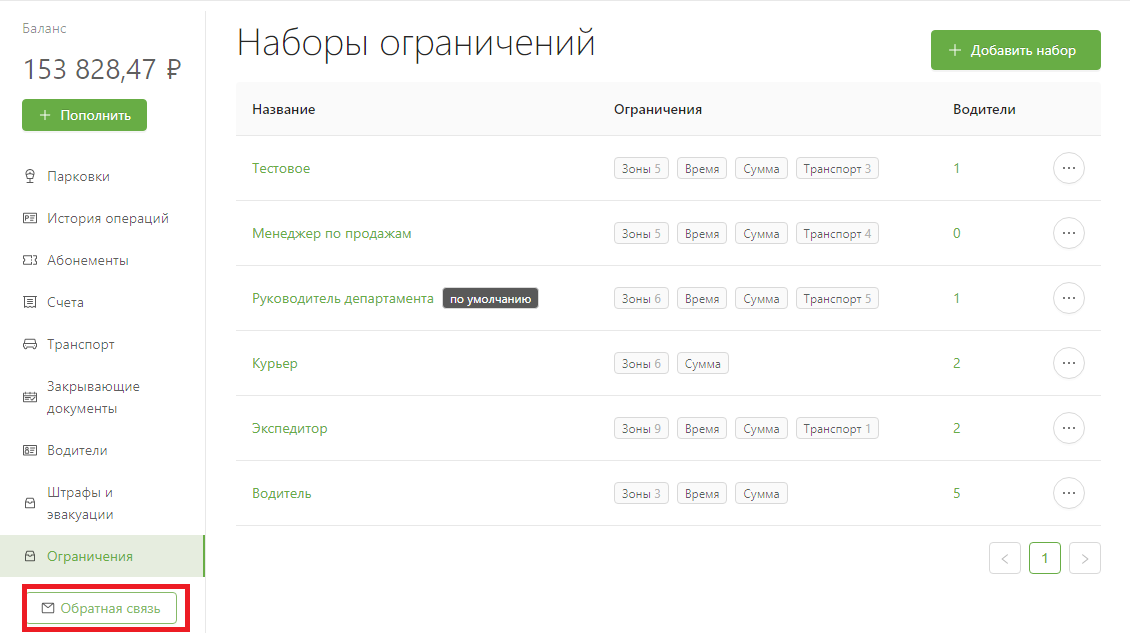 Баланс
153 828,47 ₽
Пополнить
Парковки
История операций
Абонементы
Счета
Транспорт
Закрывающие
документы
Водители
Штрафы и
эвакуации
Ограничения
Обратная связь
Наборы ограничений
Добавить набор
Название Ограничения Водители
Тестовое Зоны 5 Время Сумма Транспорт 3 1
Менеджер по продажам Зоны 5 Время Сумма Транспорт 4 0
Руководитель департамента по умолчанию Зоны 6 Время Сумма Транспорт 5 1
Курьер Зоны 6 Сумма 2
Экспедитор Зоны 9 Время Сумма Транспорт 1 2
Водитель Зоны 3 Время Сумма 5
< 1 >